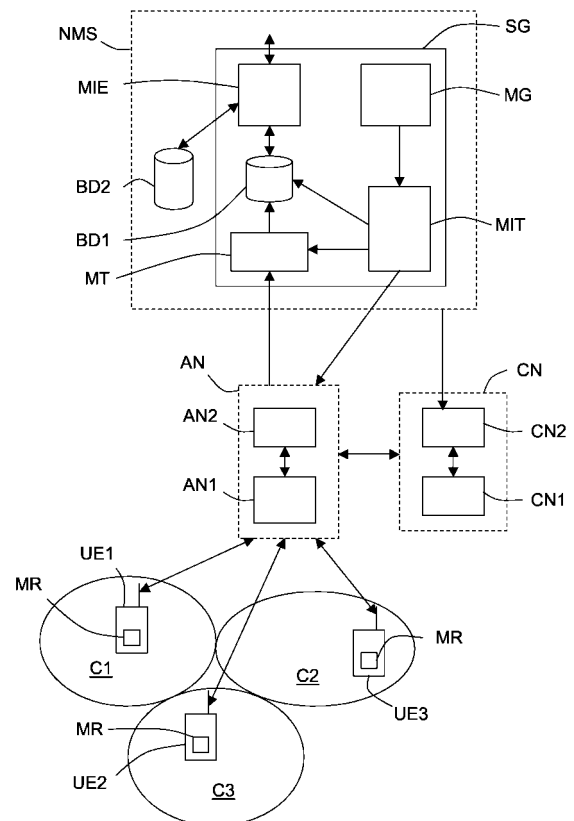 SG
NMS
MIE
MG
BD2
BD1
MIT
MT
AN
CN
AN2
CN2
AN1
CN1
UE1
MR
MR
C1
C2
UE3
MR
UE2
C3